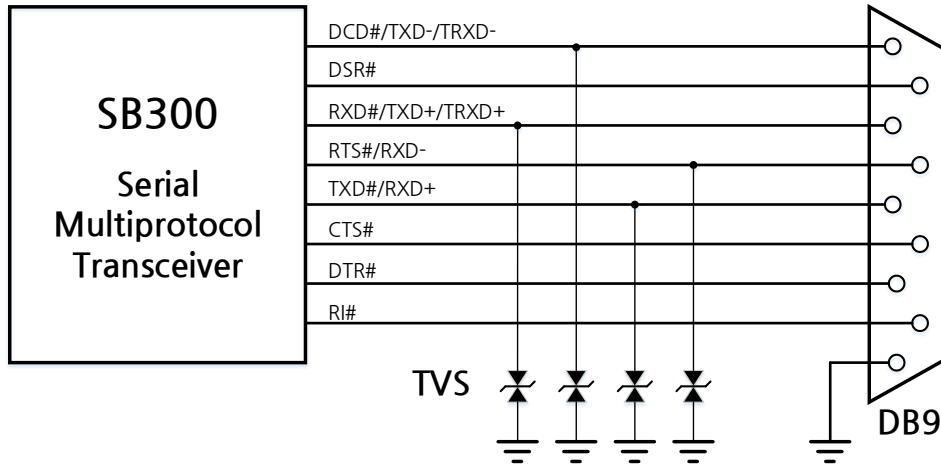 SB300
Serial
Multiprotocol
Transceiver
DCD#/TXD-/TRXD-
DSR#
RXD#/TXD+/TRXD+
RTS#/RXD-
TXD#/RXD+
CTS#
DTR#
RI#
TVS
DB9